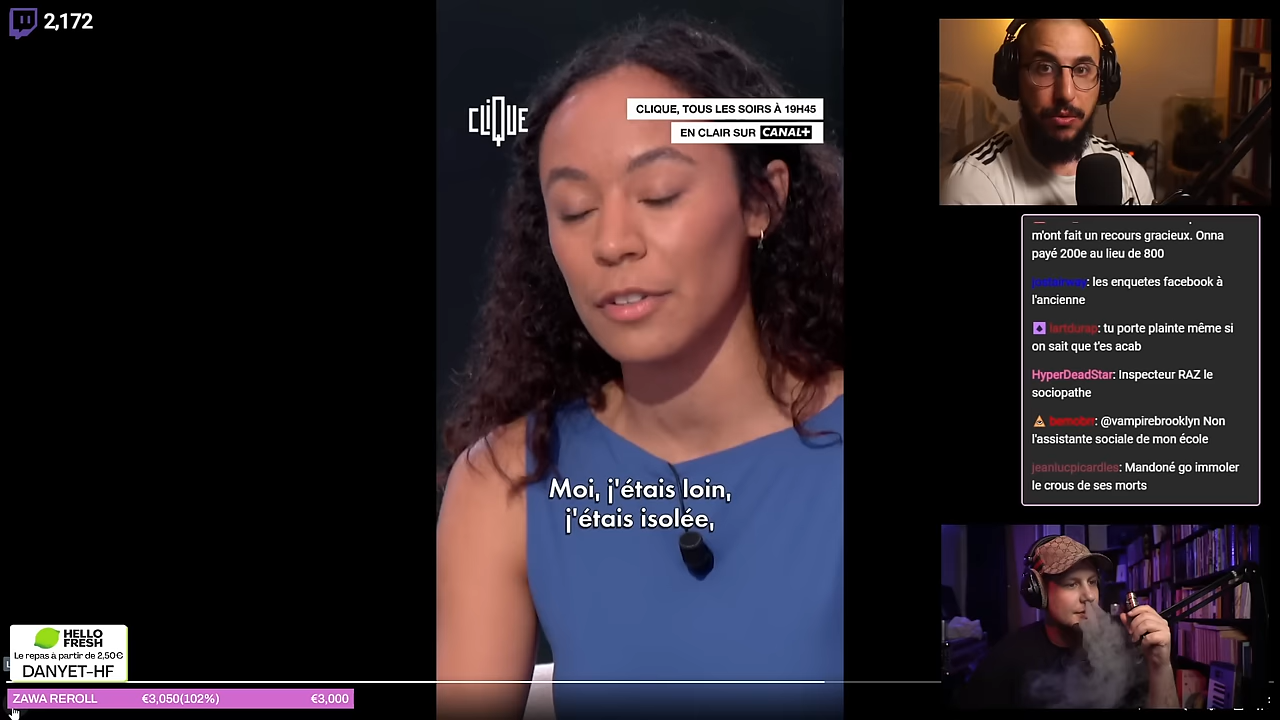 2,172
CLIQUE
CLIQUE, TOUS LES SOIRS À 19H45
EN CLAIR SUR CANAL+
Moi, j'étais loin,
j'étais isolée,
m'ont fait un recours gracieux. Onna
payé 200e au lieu de 800
: les enquetes facebook à
l'ancienne
lartdurap: tu porte plainte même si
on sait que t'es acab
HyperDeadStar: Inspecteur RAZ le
sociopathe
: @vampirebrooklyn Non
l'assistante sociale de mon école
jeanlucpicardles: Mandoné go immoler
le crous de ses morts
HELLO
FRESH
Le repas à partir de 2,50€
DANYET-HF
ZAWA REROLL €3,050(102%) €3,000